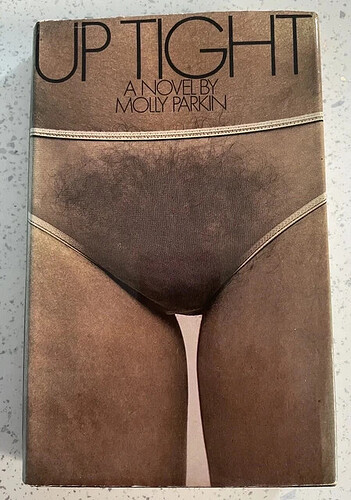 UP TIGHT
A NOVEL BY
MOLLY PARKIN